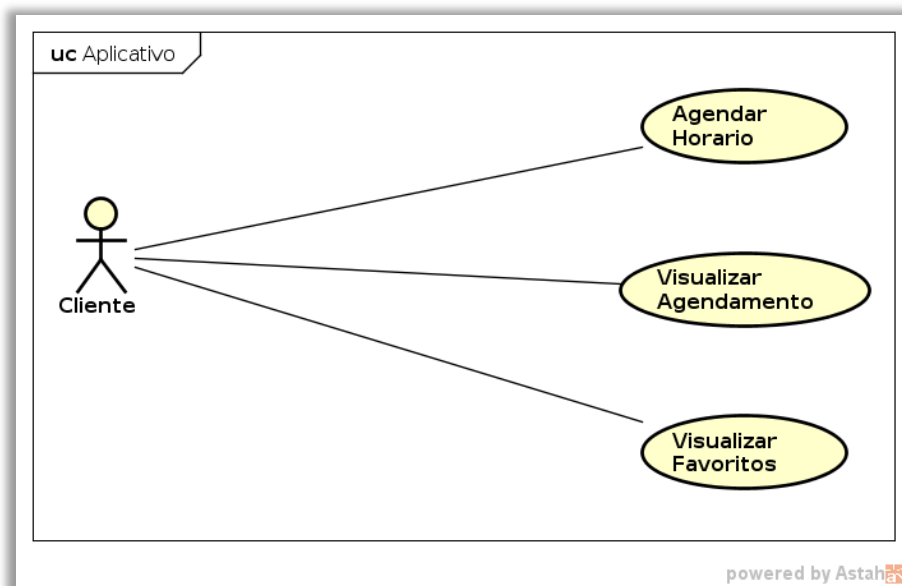 uc Aplicativo
Agendar
Horario
Cliente
Visualizar
Agendamento
Visualizar
Favoritos
powered by Astah